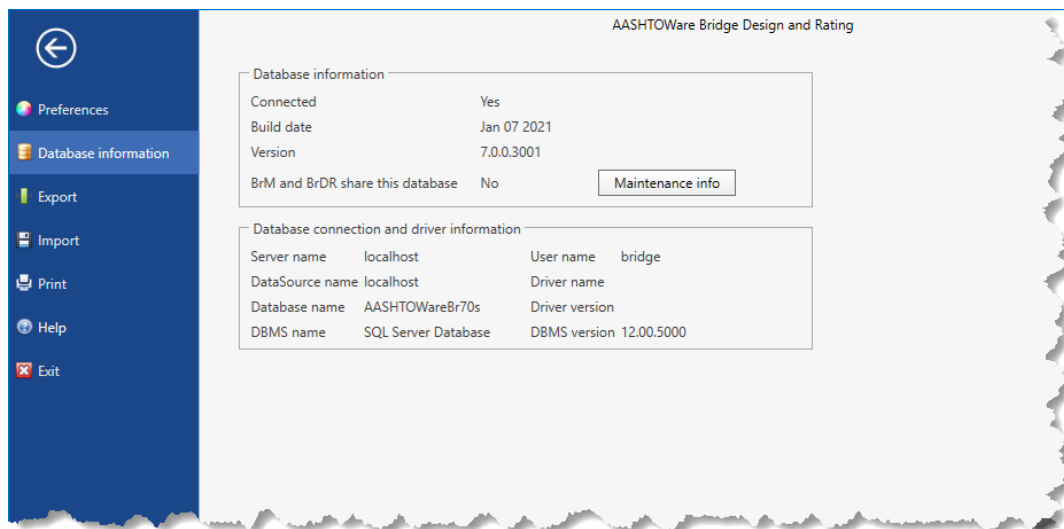 AASHTOWare Bridge Design and Rating
Preferences
Database information
Export
Import
Print
Help
Exit
Database information
Connected Yes
Build date Jan 07 2021
Version 7.0.0.3001
BrM and BrDR share this database No Maintenance info
Database connection and driver information
Server name localhost User name bridge
DataSource name localhost Driver name
Database name AASHTOWareBr70s Driver version
DBMS name SQL Server Database DBMS version 12.00.5000